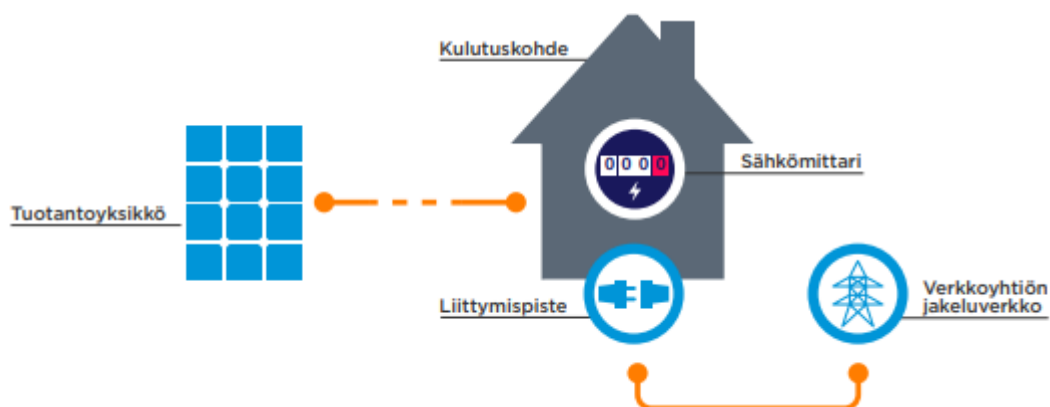 Kulutuskohde
0000
Sähkömittari
Tuotantoyksikkö
Liittymispiste
Verkkoyhtiön
jakeluverkko